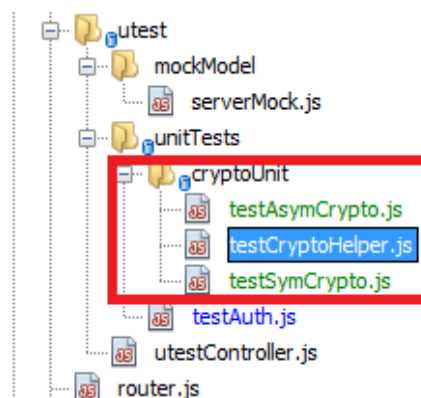 utest
mockModel
serverMock.js
unitTests
cryptoUnit
testAsymCrypto.js
testCryptoHelper.js
testSymCrypto.js
testAuth.js
utestController.js
router.js